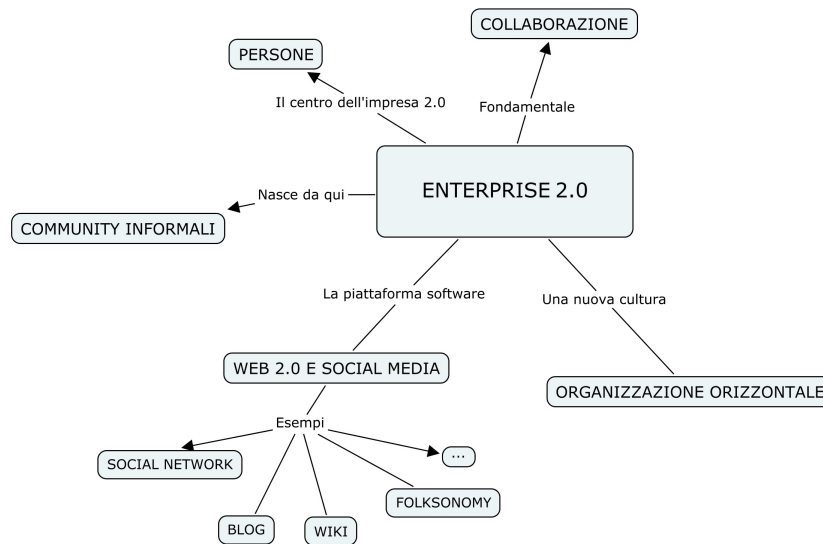 COLLABORAZIONE
PERSONE
Il centro dell'impresa 2.0
Fondamentale
ENTERPRISE 2.0
Nasce da qui
COMMUNITY INFORMALI
La piattaforma software
Una nuova cultura
WEB 2.0 E SOCIAL MEDIA
ORGANIZZAZIONE ORIZZONTALE
Esempi
SOCIAL NETWORK
...
FOLKSONOMY
BLOG
WIKI